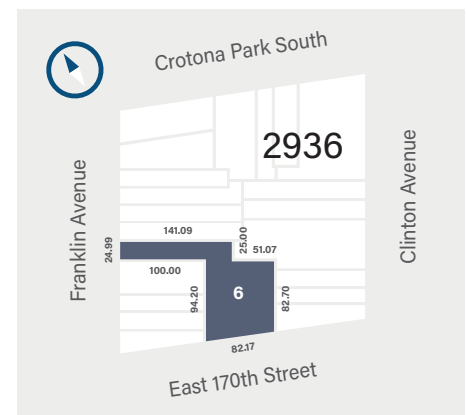 Crotona Park South
2936
Franklin Avenue
Clinton Avenue
141.09
24.99
25.00
51.07
100.00
94.20
6
82.70
82.17
East 170th Street